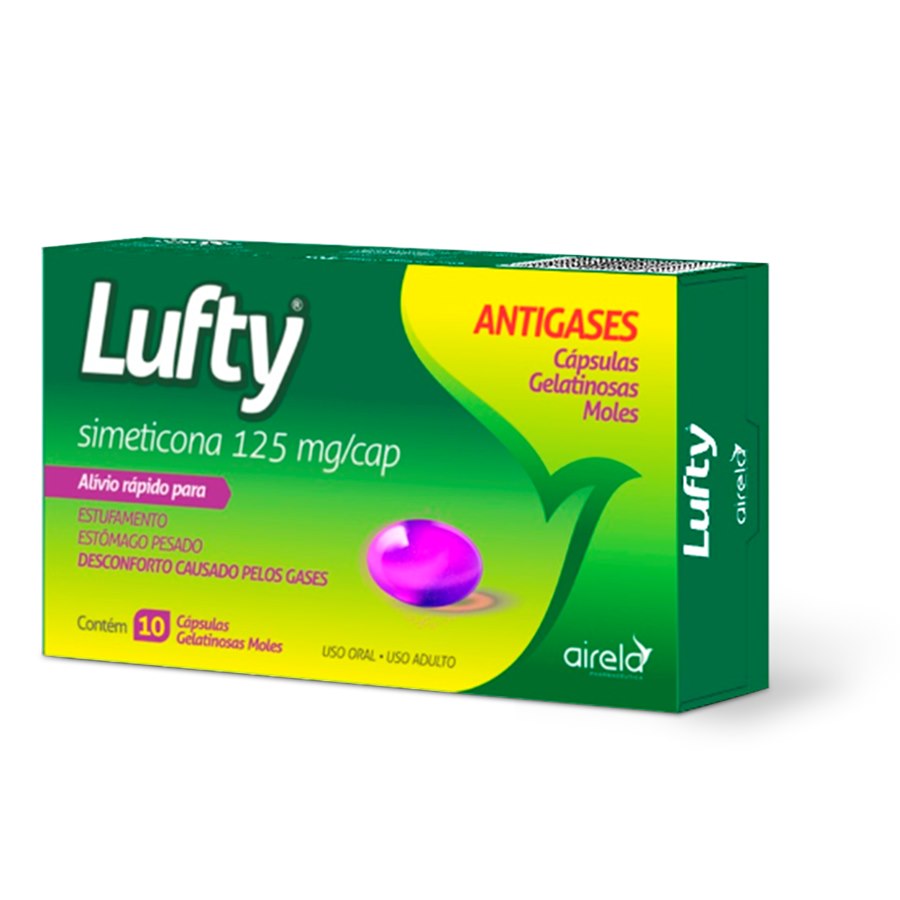 Lufty®
simeticona 125 mg/cap
Alívio rápido para
ESTUFAMENTO
ESTÔMAGO PESADO
DESCONFORTO CAUSADO PELOS GASES
Contém 10 Cápsulas
Gelatinosas Moles
USO ORAL • USO ADULTO
ANTIGASES
Cápsulas
Gelatinosas
Moles
airela
PHARMACÊUTICA
Lufty
airela